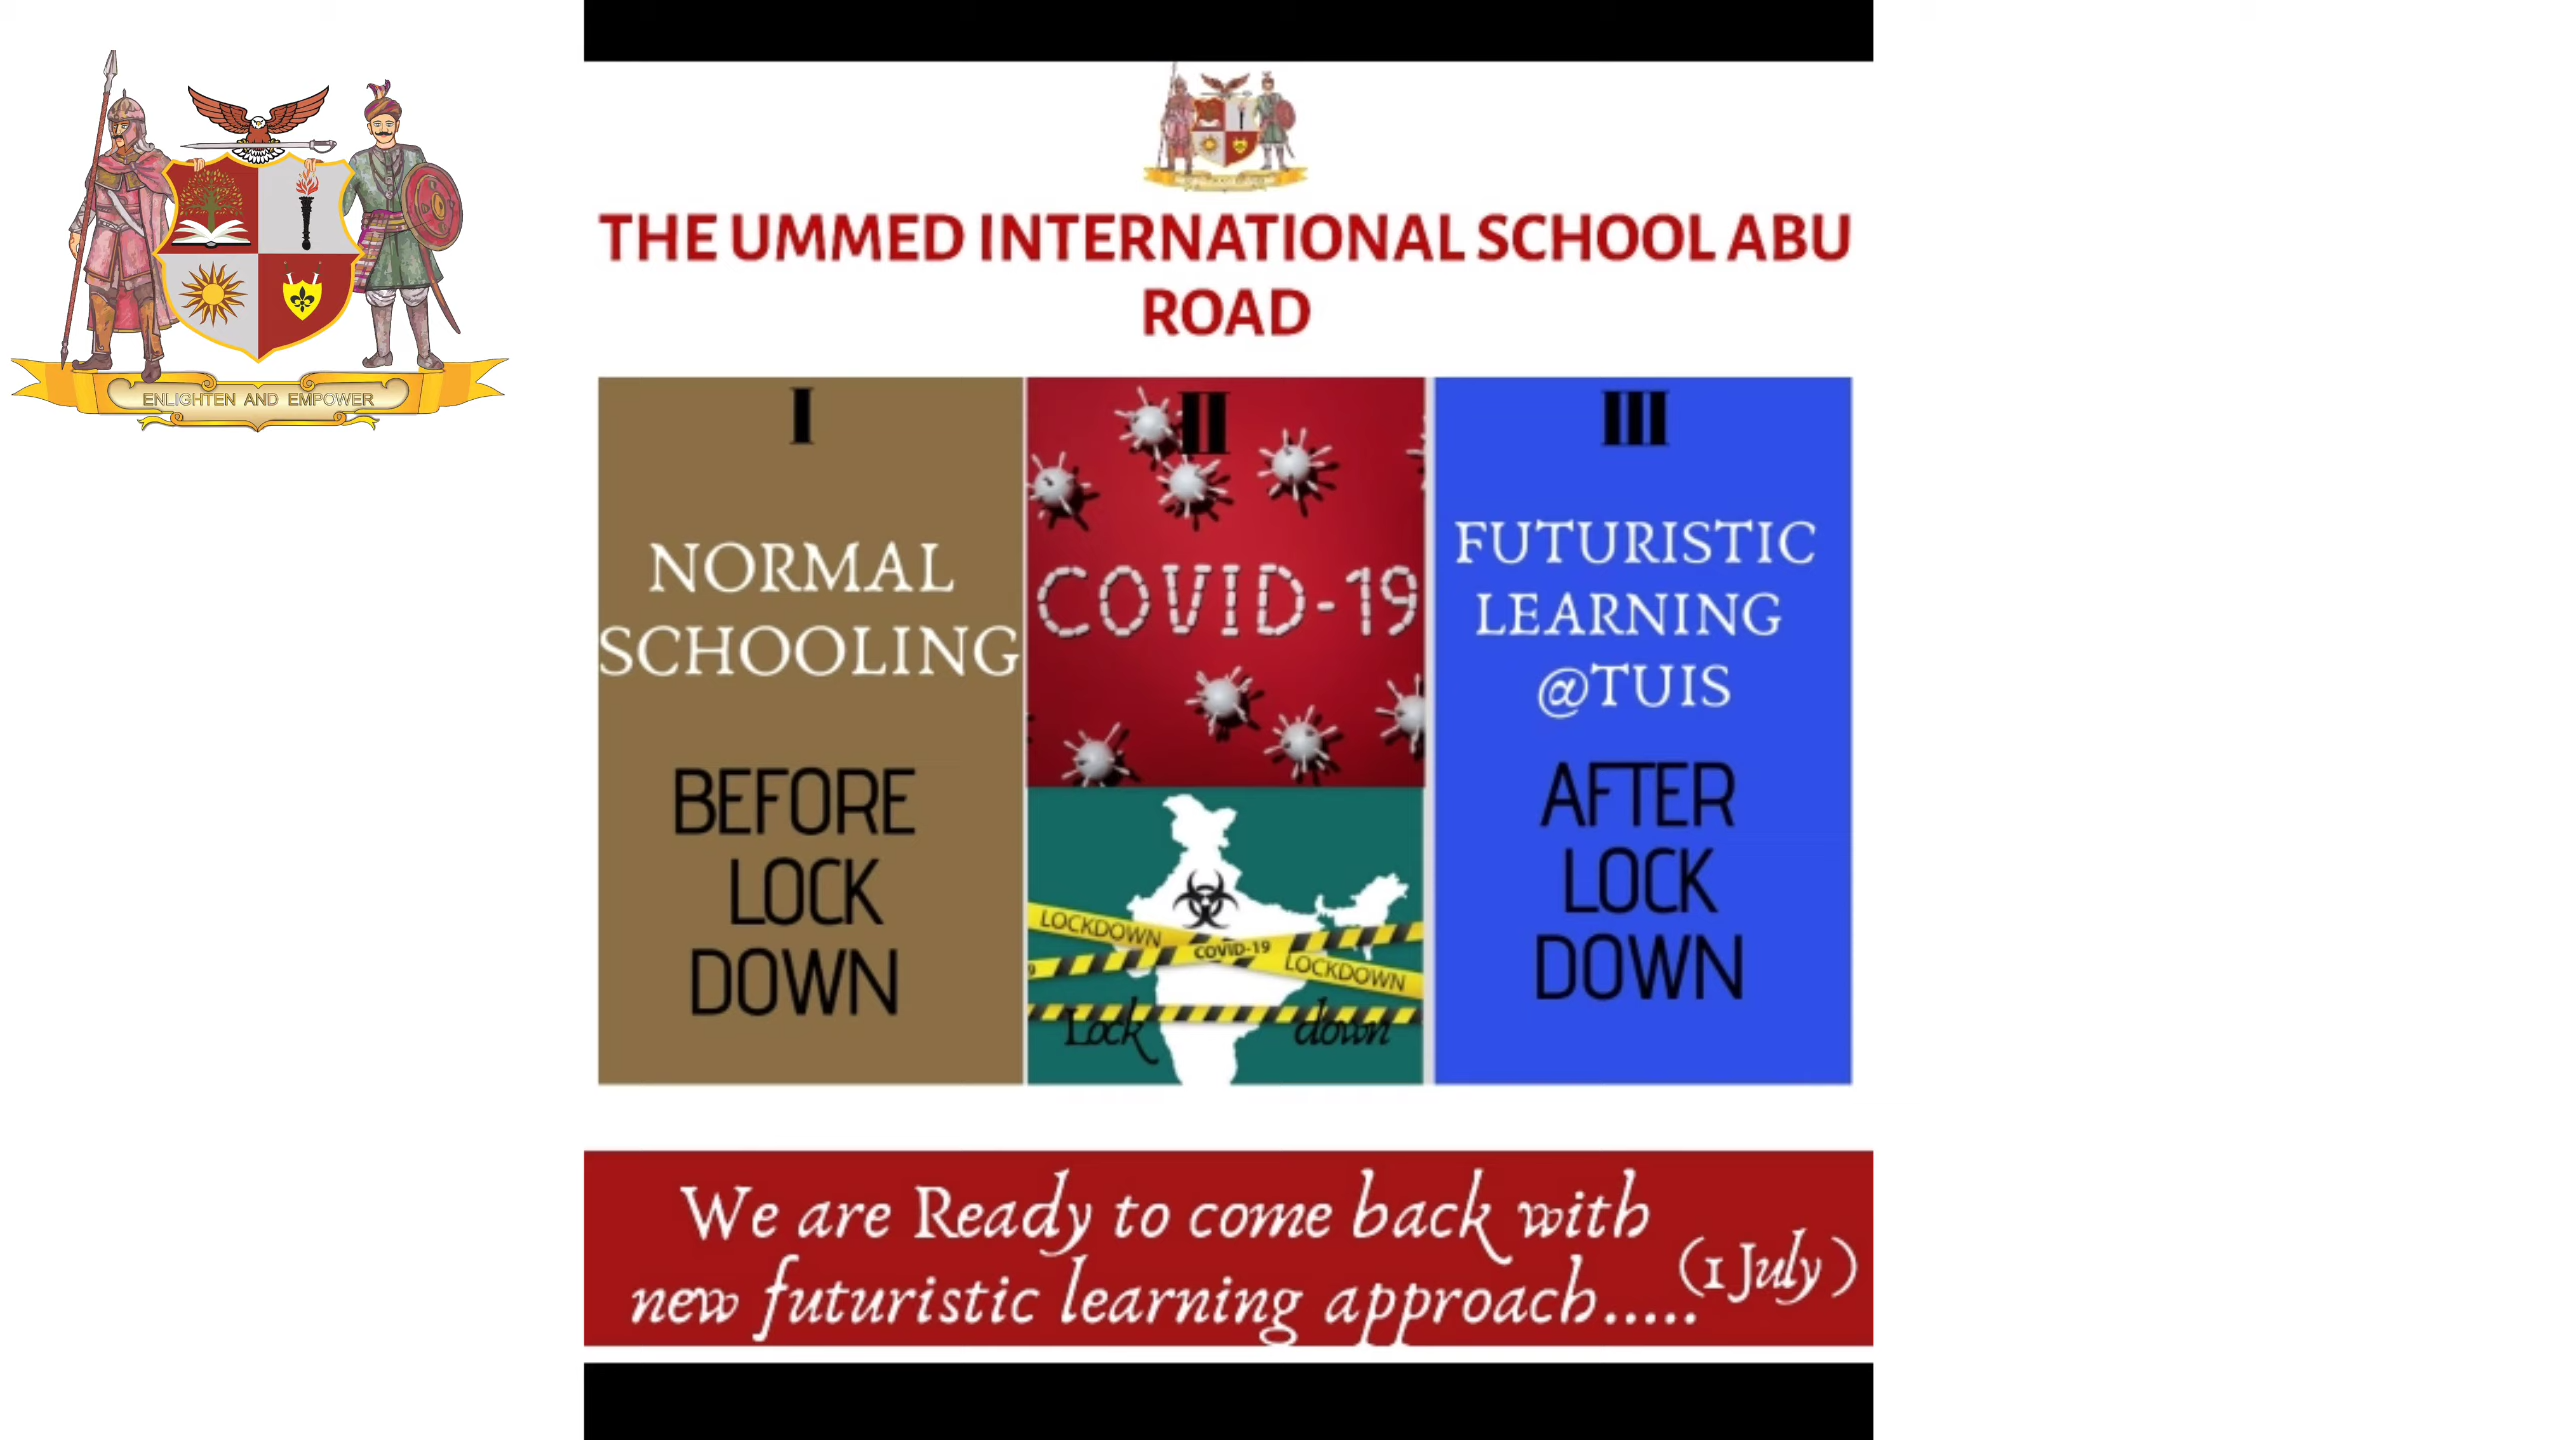 ENLIGHTEN AND EMPOWER
THE UMMED INTERNATIONAL SCHOOL ABU
ROAD
I
NORMAL
SCHOOLING
BEFORE
LOCK
DOWN
II
COVID-19
LOCKDOWN
COVID-19
LOCKDOWN
Lock down
III
FUTURISTIC
LEARNING
@TUIS
AFTER
LOCK
DOWN
We are Ready to come back with
new futuristic learning approach.....
(1 July)